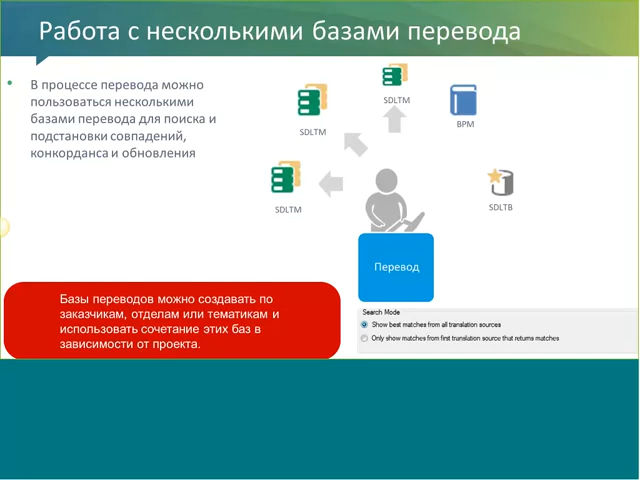 Работа с несколькими базами перевода
• В процессе перевода можно
пользоваться несколькими
базами перевода для поиска и
подстановки совпадений,
конкорданса и обновления
SDLTM
SDLTM
BPM
SDLTM
SDLTB
Перевод
Базы переводов можно создавать по
заказчикам, отделам или тематикам и
использовать сочетание этих баз в
зависимости от проекта.
Search Mode
Show best matches from all translation sources
Only show matches from first translation source that returns matches